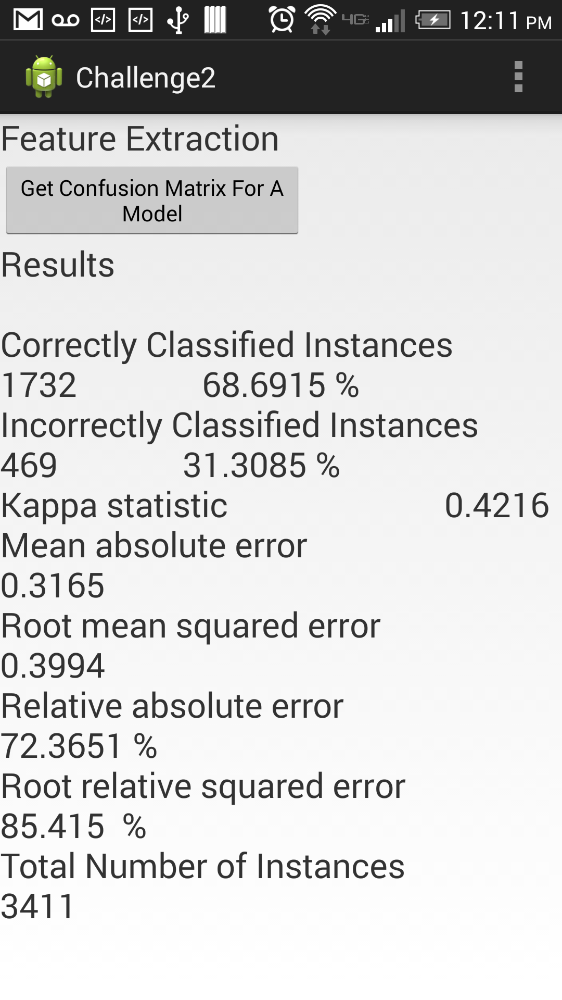 12:11 PM
Challenge2
Feature Extraction
Get Confusion Matrix For A
Model
Results
Correctly Classified Instances
1732 68.6915 %
Incorrectly Classified Instances
469 31.3085 %
Kappa statistic 0.4216
Mean absolute error
0.3165
Root mean squared error
0.3994
Relative absolute error
72.3651 %
Root relative squared error
85.415 %
Total Number of Instances
3411